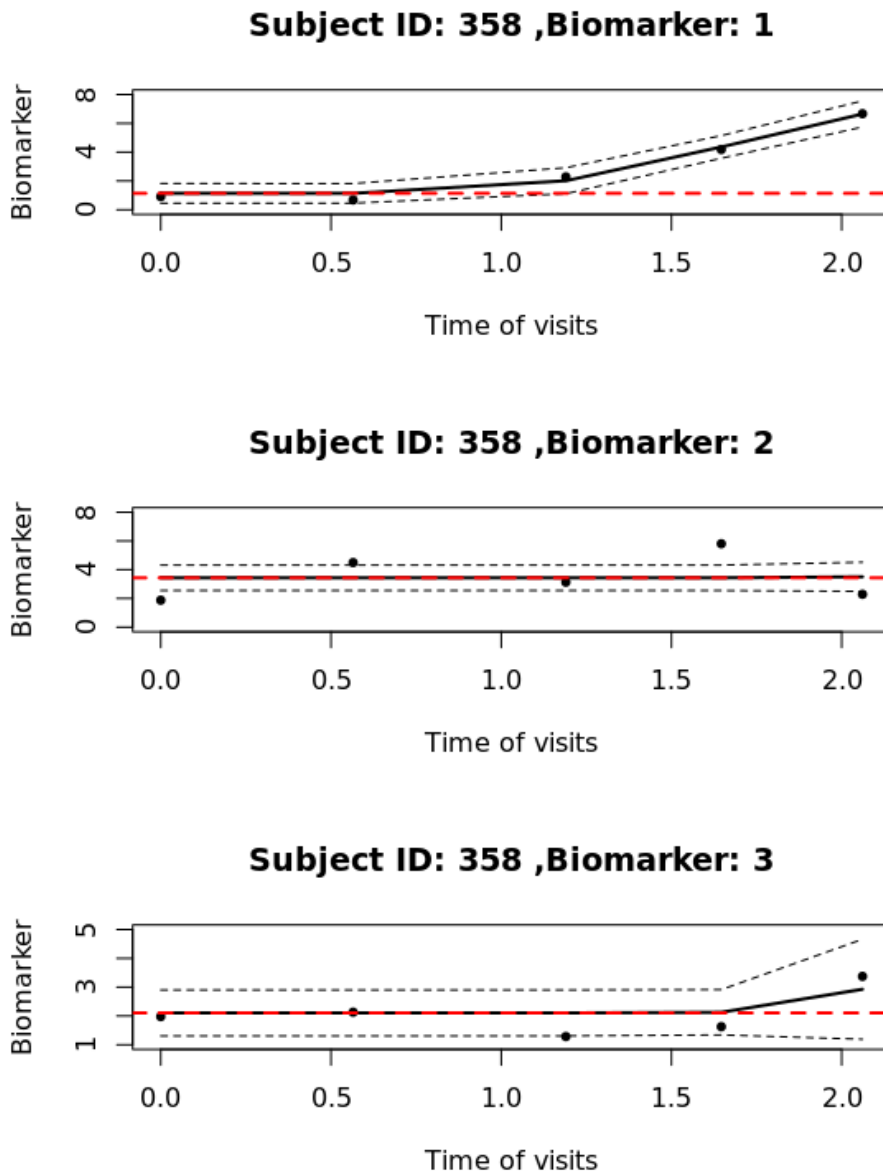 Subject ID: 358 ,Biomarker: 1
Biomarker
8
4
0
0.0 0.5 1.0 1.5 2.0
Time of visits
Subject ID: 358 ,Biomarker: 2
Biomarker
8
4
0
0.0 0.5 1.0 1.5 2.0
Time of visits
Subject ID: 358 ,Biomarker: 3
Biomarker
5
3
1
0.0 0.5 1.0 1.5 2.0
Time of visits